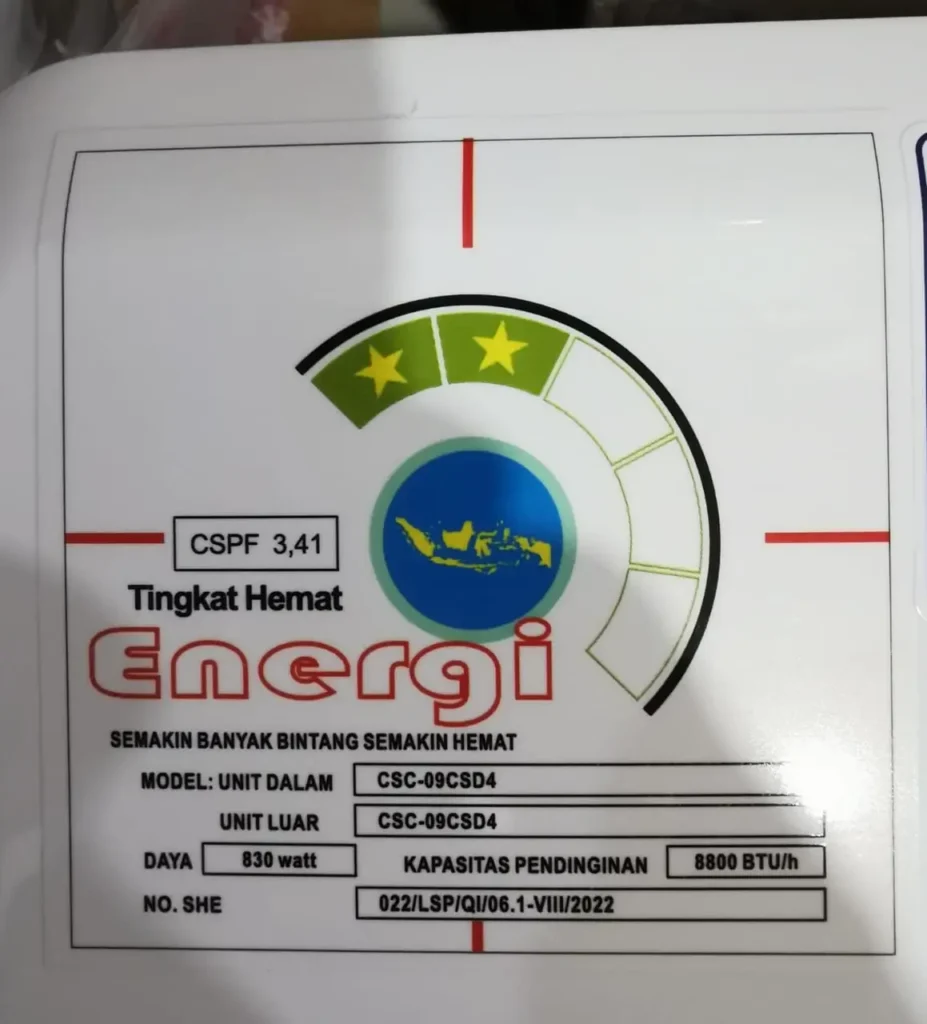 CSPF 3,41
Tingkat Hemat
Energi
SEMAKIN BANYAK BINTANG SEMAKIN HEMAT
MODEL: UNIT DALAM CSC-09CSD4
UNIT LUAR CSC-09CSD4
DAYA 830 watt KAPASITAS PENDINGINAN 8800 BTU/h
NO. SHE 022/LSP/QI/06.1-VIII/2022